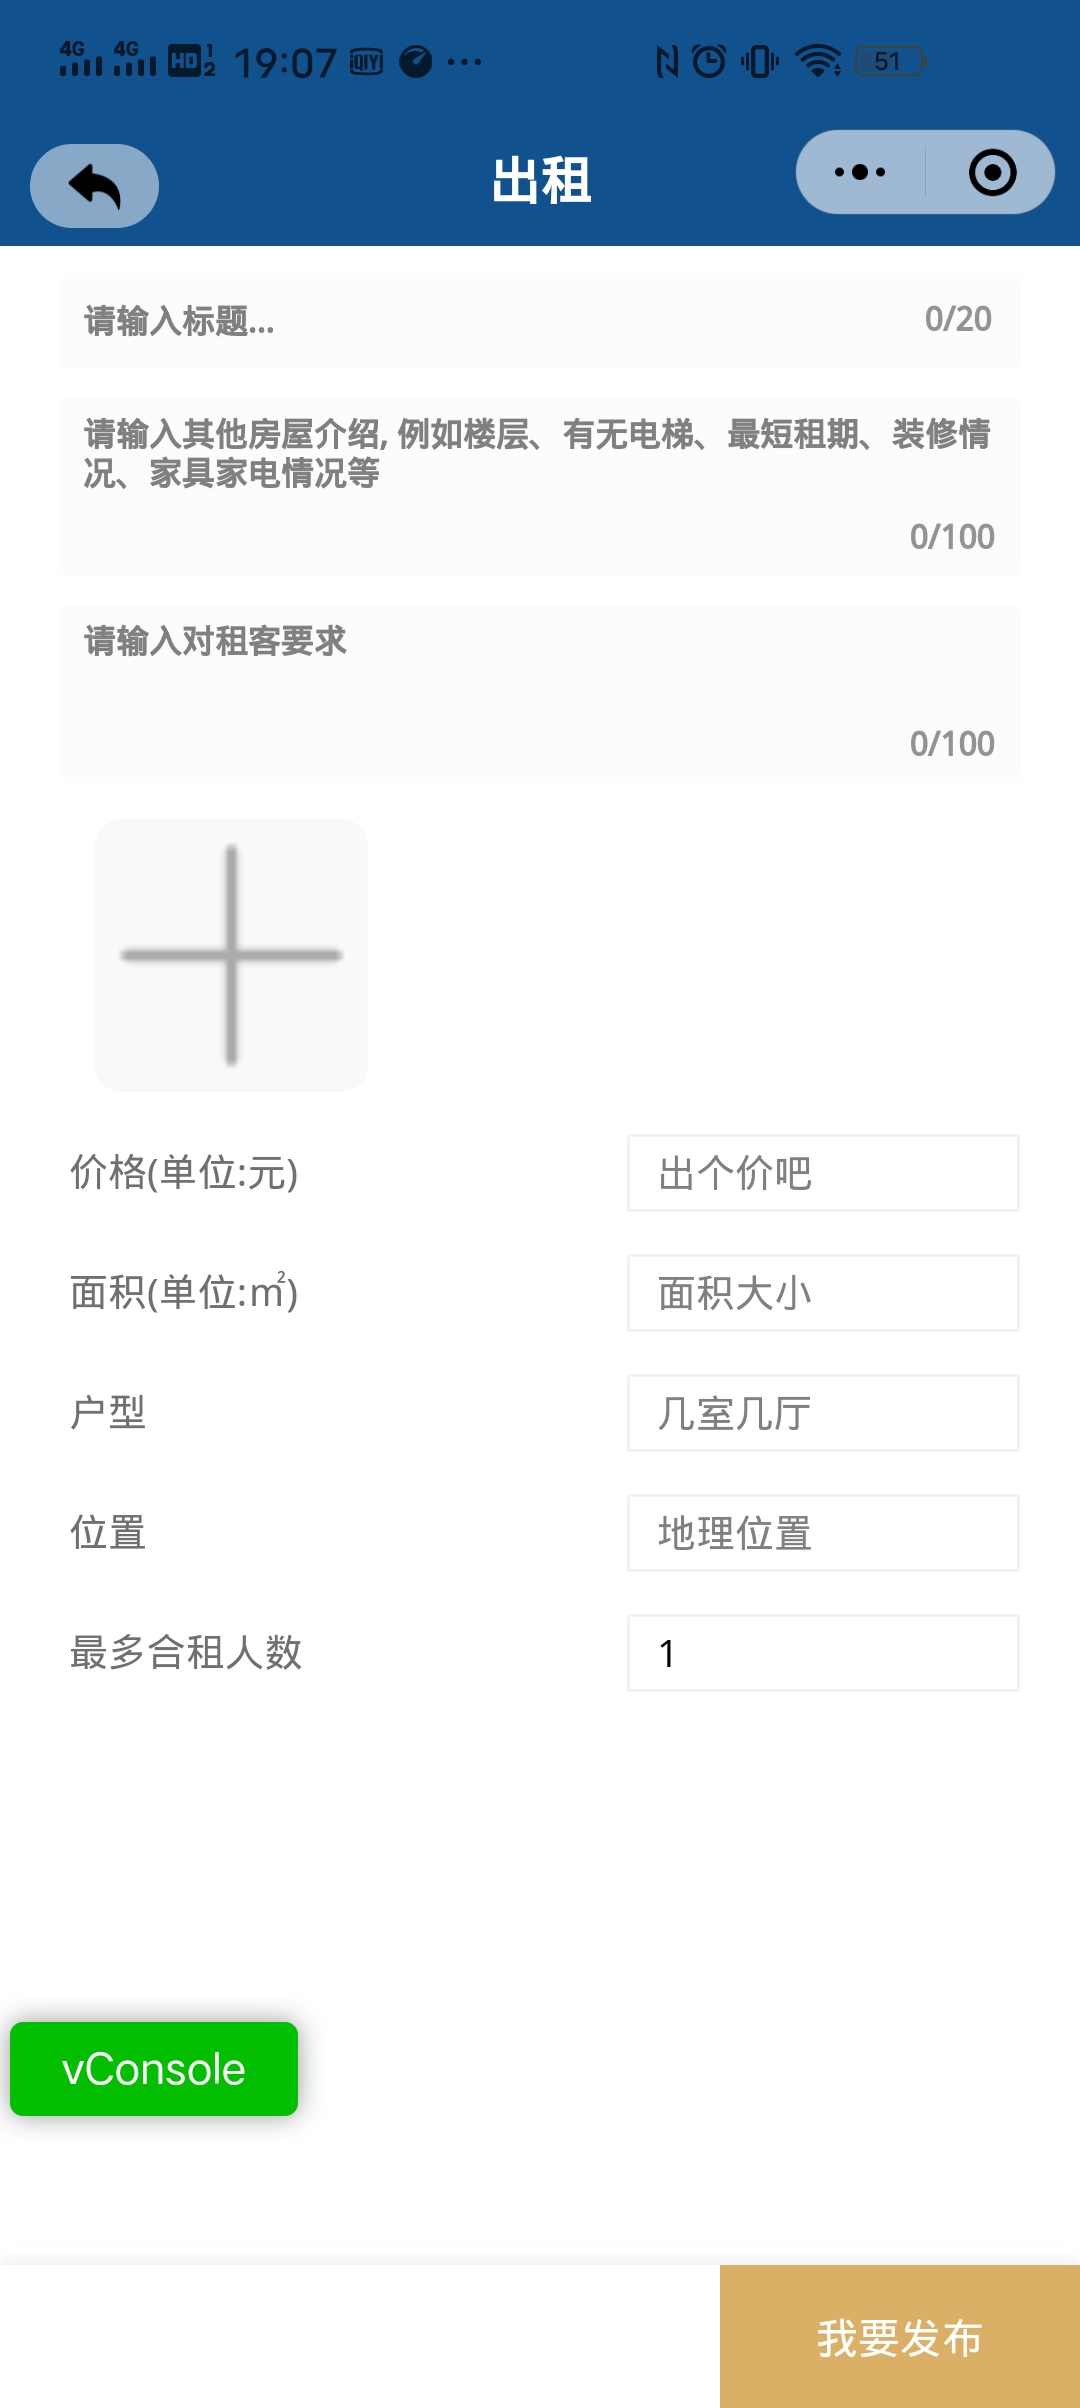 4G 4G HD 1 2 19:07 QIY 51
出租
请输入标题... 0/20
请输入其他房屋介绍, 例如楼层、有无电梯、最短租期、装修情
况、家具家电情况等
0/100
请输入对租客要求
0/100
价格(单位:元) 出个价吧
面积(单位:㎡) 面积大小
户型 几室几厅
位置 地理位置
最多合租人数 1
vConsole
我要发布